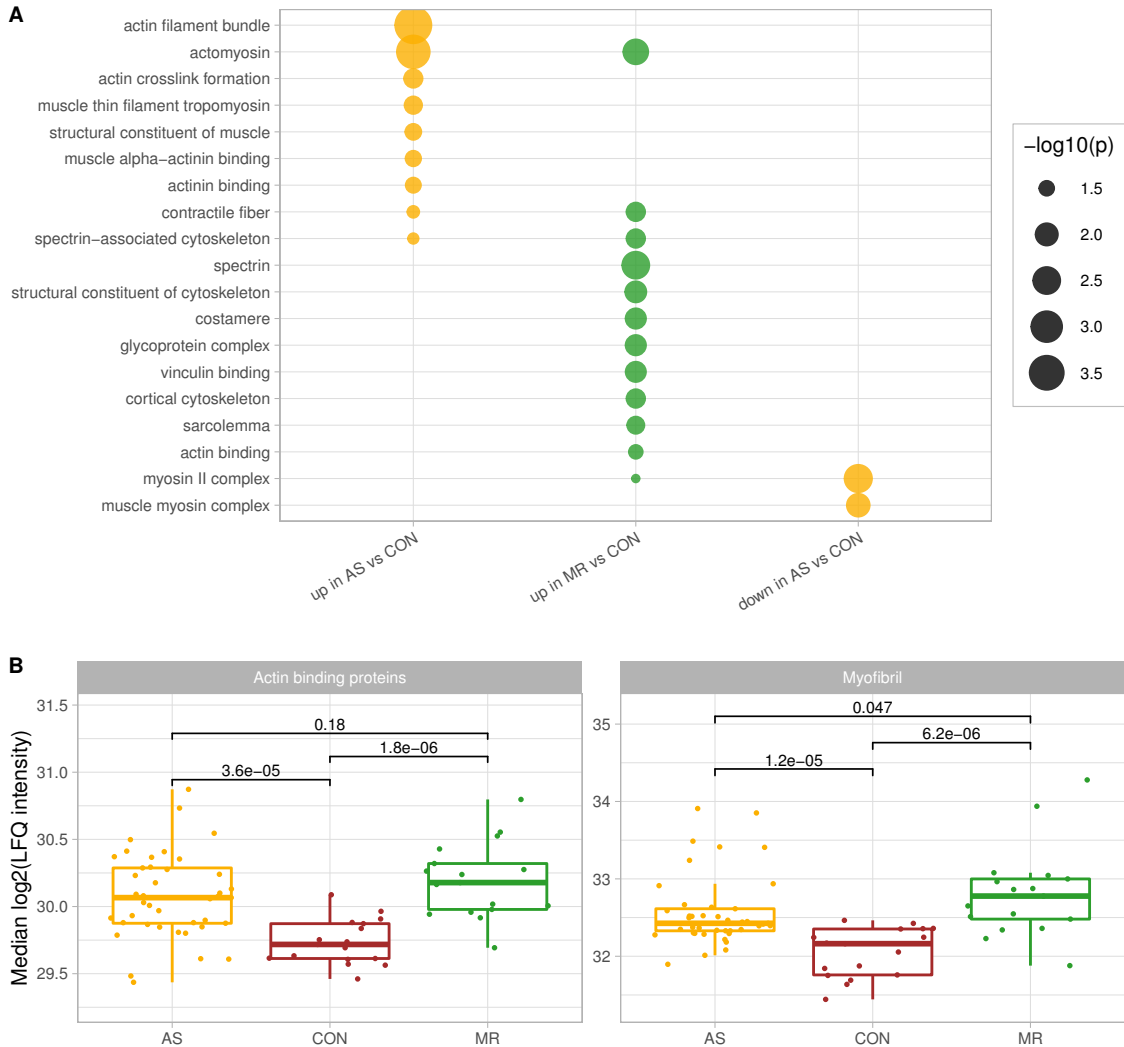 A
actin filament bundle
actomyosin
actin crosslink formation
muscle thin filament tropomyosin
structural constituent of muscle
muscle alpha−actinin binding
actinin binding
contractile fiber
spectrin−associated cytoskeleton
spectrin
structural constituent of cytoskeleton
costamere
glycoprotein complex
vinculin binding
cortical cytoskeleton
sarcolemma
actin binding
myosin II complex
muscle myosin complex
up in AS vs CON
up in MR vs CON
down in AS vs CON
−log10(p)
1.5
2.0
2.5
3.0
3.5
B
Median log2(LFQ intensity)
Actin binding proteins
31.5
31.0
30.5
30.0
29.5
0.18
1.8e−06
3.6e−05
AS
CON
MR
Myofibril
35
34
33
32
0.047
6.2e−06
1.2e−05
AS
CON
MR